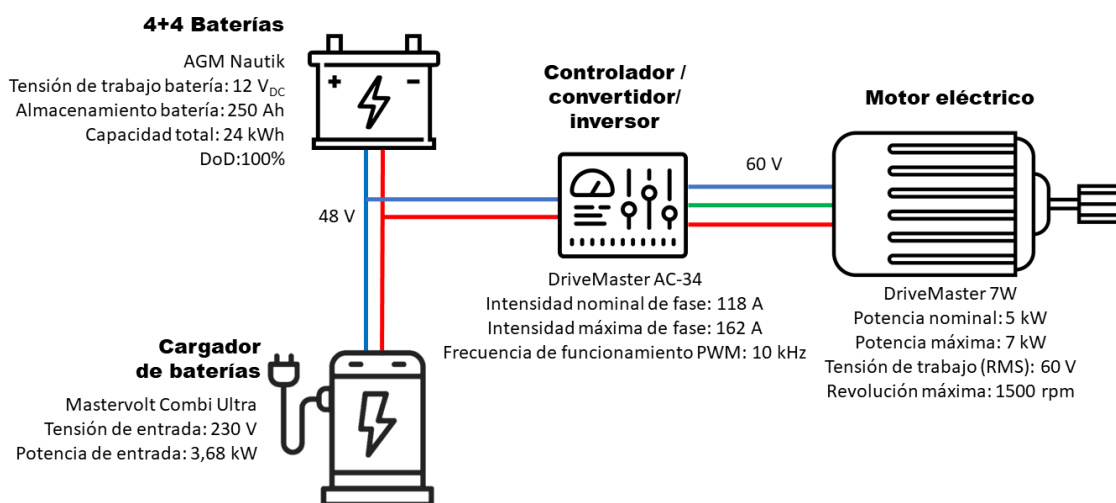 4+4 Baterías
AGM Nautik
Tensión de trabajo batería: 12 V_DC
Almacenamiento batería: 250 Ah
Capacidad total: 24 kWh
DoD:100%
48 V
Controlador /
convertidor/
inversor
60 V
DriveMaster AC-34
Intensidad nominal de fase: 118 A
Intensidad máxima de fase: 162 A
Frecuencia de funcionamiento PWM: 10 kHz
Motor eléctrico
DriveMaster 7W
Potencia nominal: 5 kW
Potencia máxima: 7 kW
Tensión de trabajo (RMS): 60 V
Revolución máxima: 1500 rpm
Cargador
de baterías
Mastervolt Combi Ultra
Tensión de entrada: 230 V
Potencia de entrada: 3,68 kW